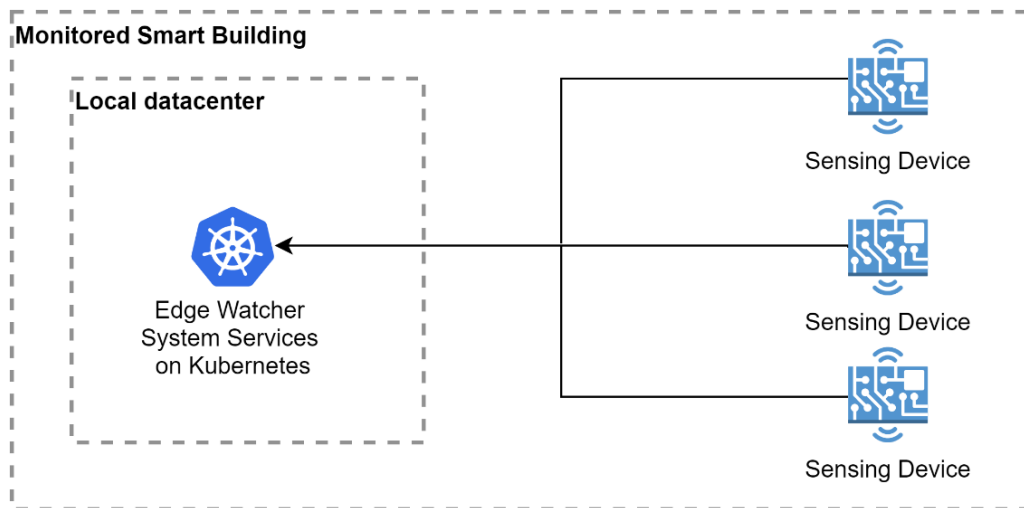 Monitored Smart Building
Local datacenter
Edge Watcher
System Services
on Kubernetes
Sensing Device
Sensing Device
Sensing Device